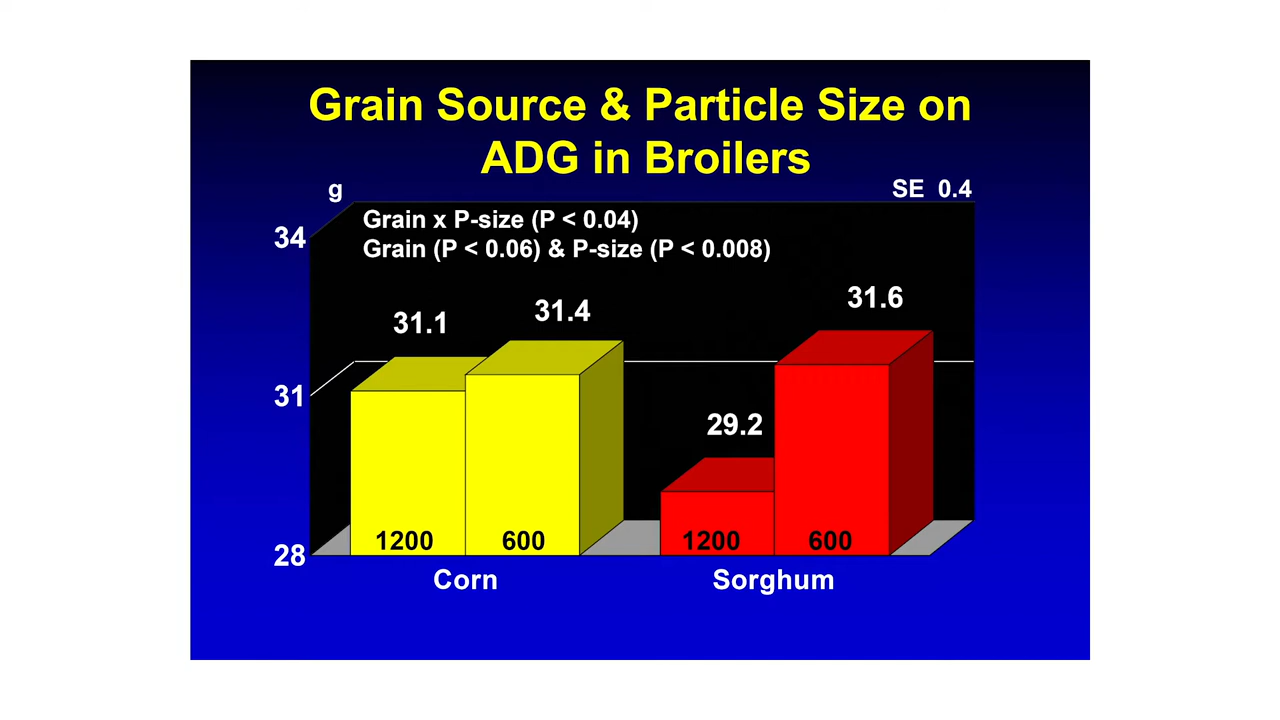 Grain Source & Particle Size on
ADG in Broilers
g
SE 0.4
Grain x P-size (P < 0.04)
Grain (P < 0.06) & P-size (P < 0.008)
34
31
28
31.1
31.4
29.2
31.6
1200
600
1200
600
Corn
Sorghum